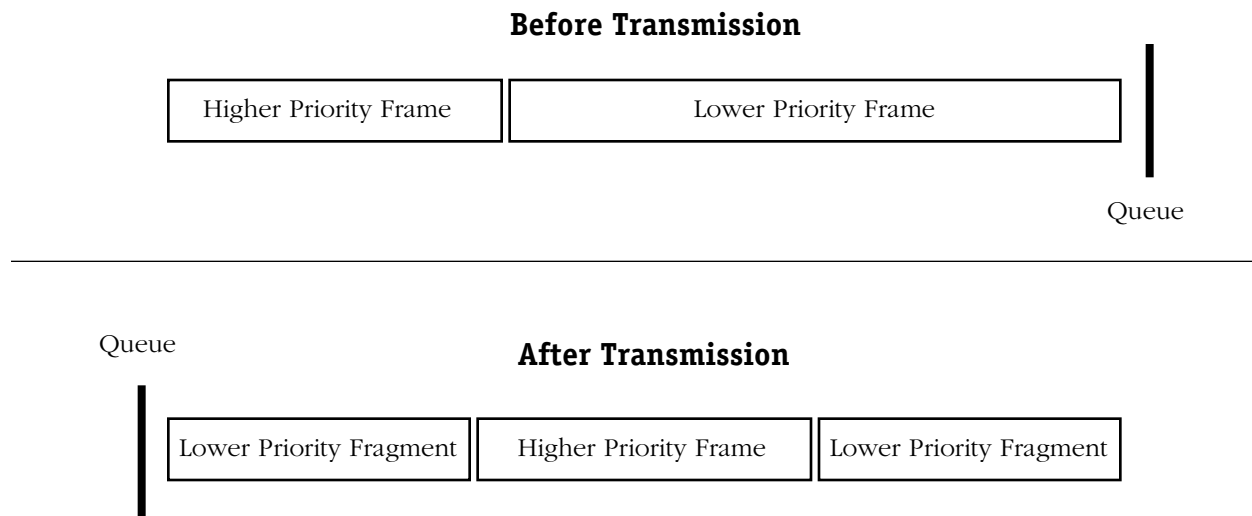 Before Transmission
Higher Priority Frame
Lower Priority Frame
Queue
Queue
After Transmission
Lower Priority Fragment
Higher Priority Frame
Lower Priority Fragment